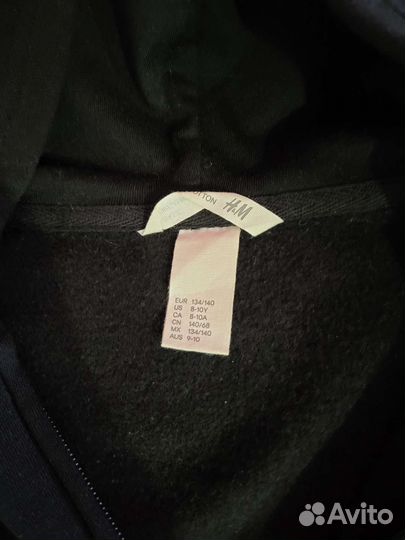 COTTON H&M
EUR 134/140
US 8-10Y
CA 8-10A
CN 140/68
MX 134/140
AUS 9-10
Avito